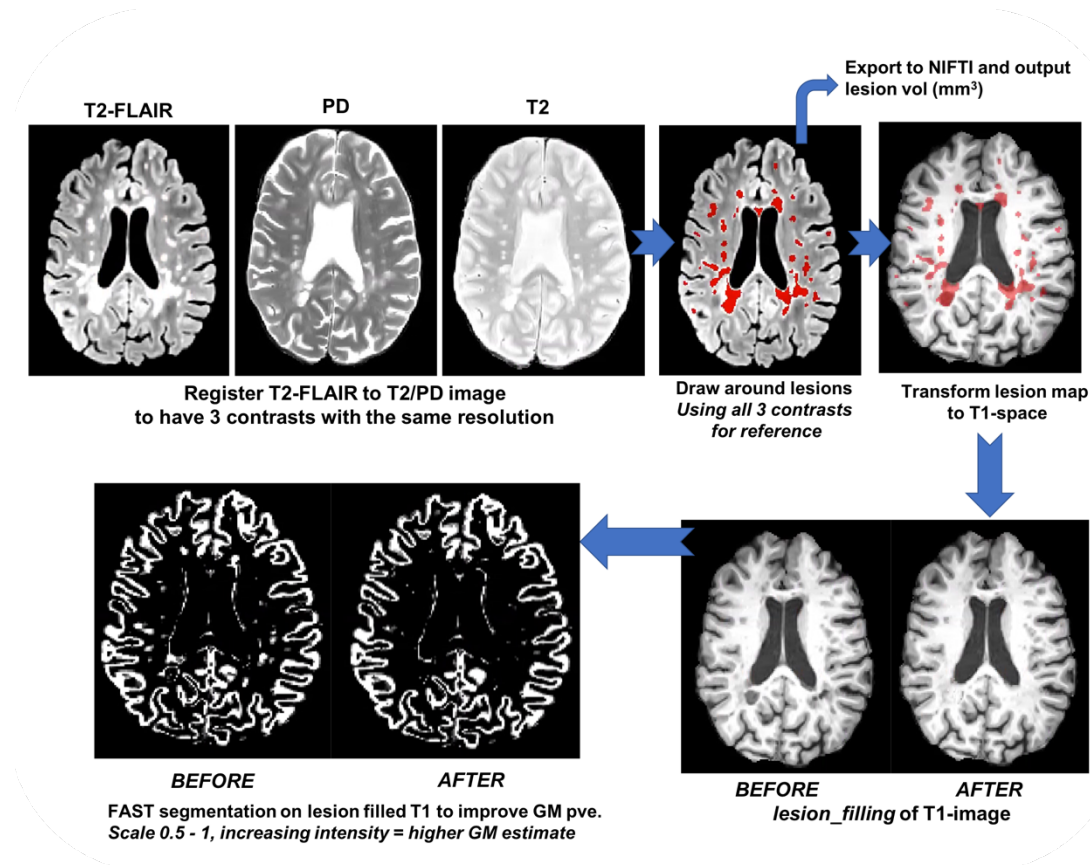 Export to NIFTI and output
lesion vol (mm³)
T2-FLAIR
PD
T2
Register T2-FLAIR to T2/PD image
to have 3 contrasts with the same resolution
Draw around lesions
Using all 3 contrasts
for reference
Transform lesion map
to T1-space
BEFORE
AFTER
lesion_filling of T1-image
BEFORE
AFTER
FAST segmentation on lesion filled T1 to improve GM pve.
Scale 0.5 - 1, increasing intensity = higher GM estimate